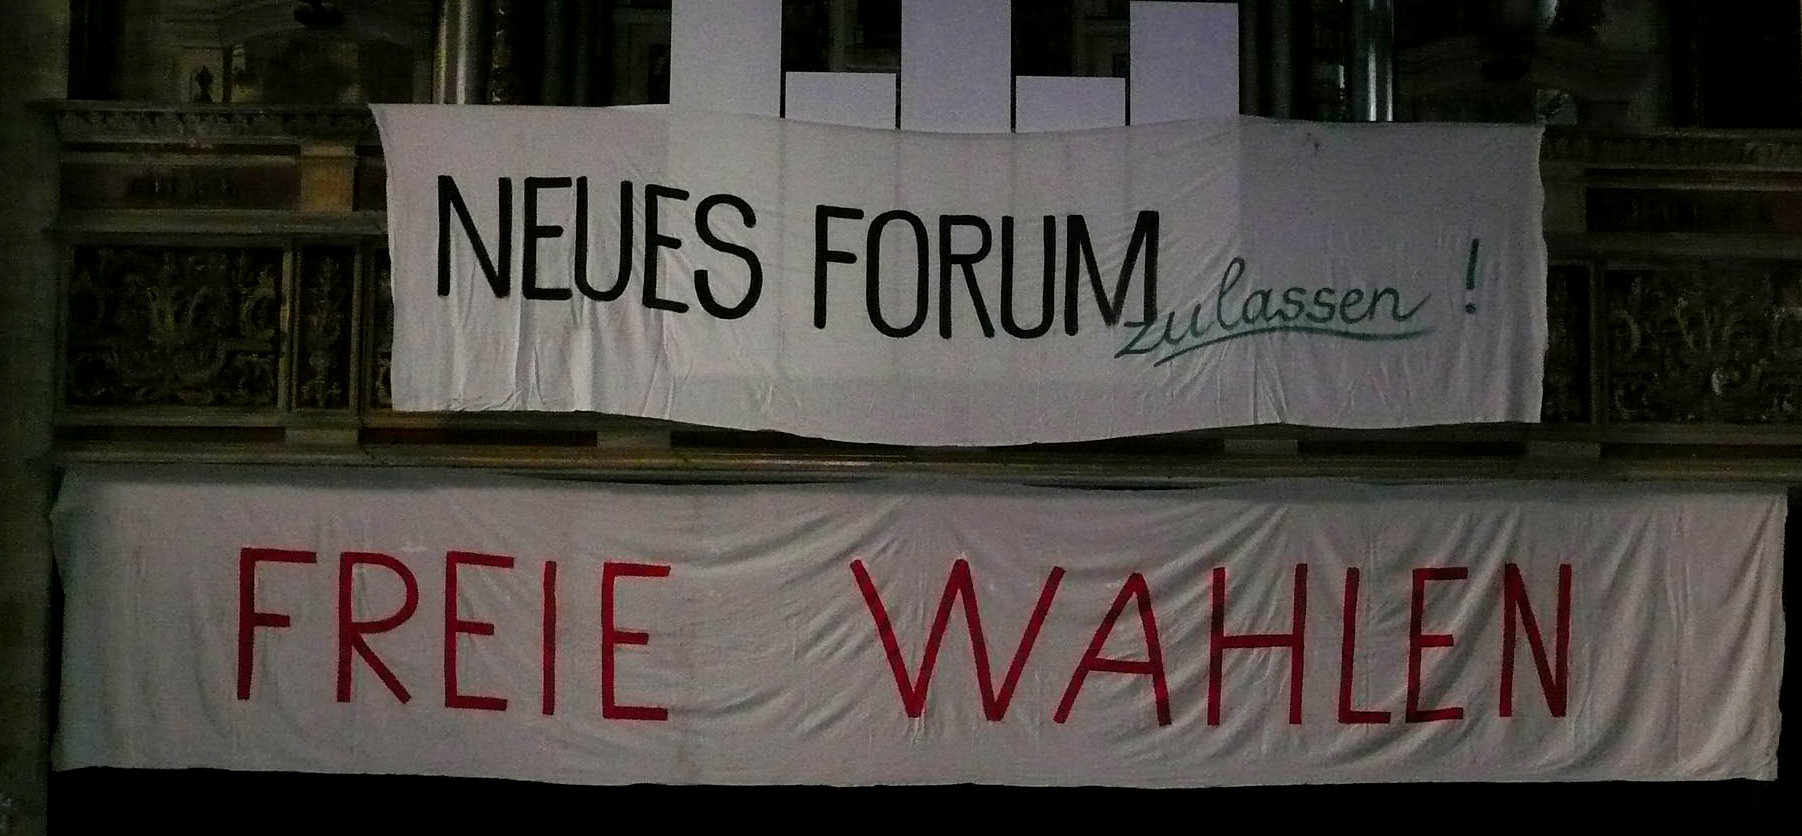 NEUES FORUM zulassen !
FREIE WAHLEN